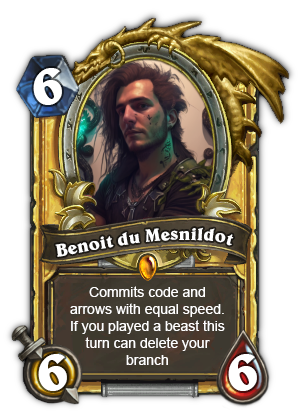 6
Benoit du Mesnildot
Commits code and
arrows with equal speed.
If you played a beast this
turn can delete your
branch
6
6